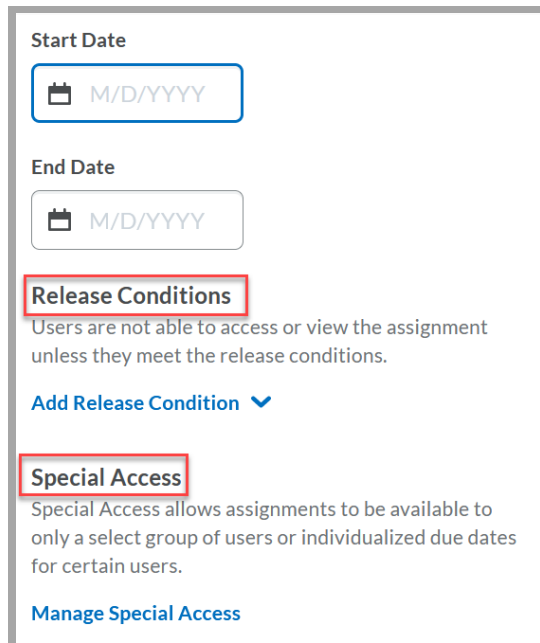 Start Date
M/D/YYYY
End Date
M/D/YYYY
Release Conditions
Users are not able to access or view the assignment
unless they meet the release conditions.
Add Release Condition
Special Access
Special Access allows assignments to be available to
only a select group of users or individualized due dates
for certain users.
Manage Special Access